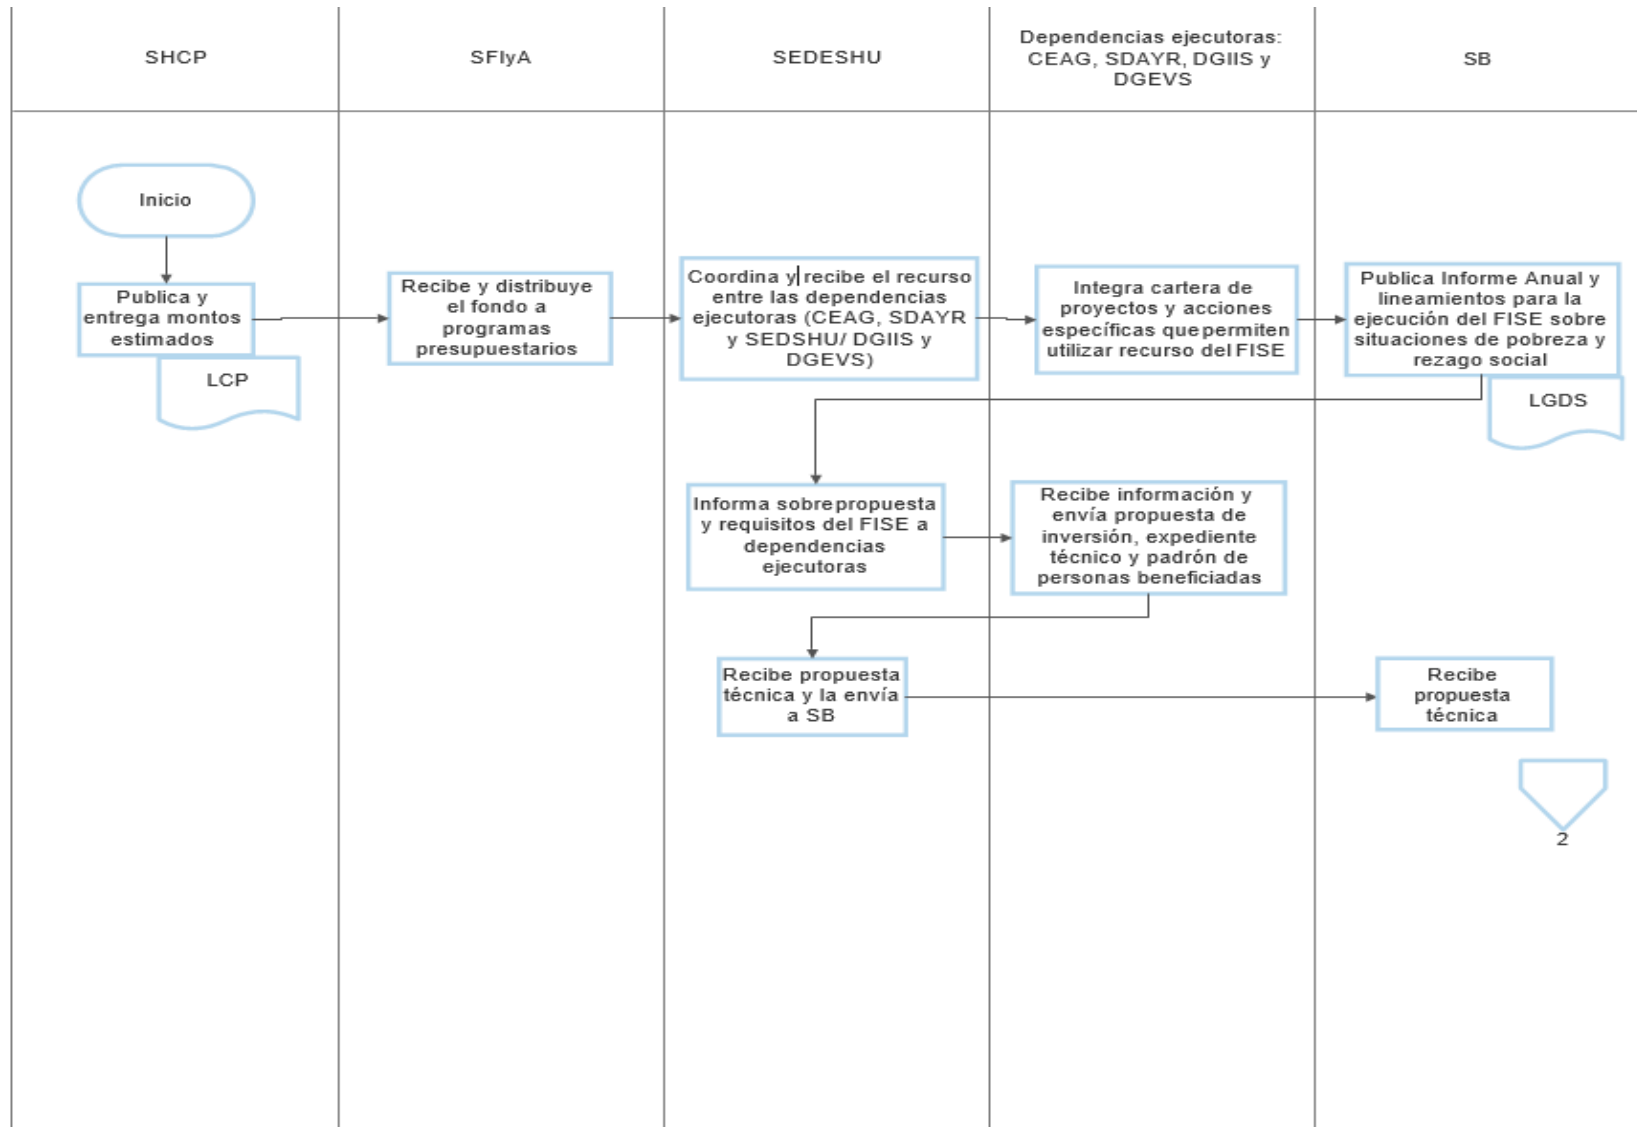 SHCP
SFIyA
SEDESHU
Dependencias ejecutoras:
CEAG, SDAYR, DGIIS y
DGEVS
SB
Inicio
Publica y
entrega montos
estimados
LCP
Recibe y distribuye
el fondo a
programas
presupuestarios
Coordina y recibe el recurso
entre las dependencias
ejecutoras (CEAG, SDAYR
y SEDSHU/ DGIIS y
DGEVS)
Integra cartera de
proyectos y acciones
específicas que permiten
utilizar recurso del FISE
Publica Informe Anual y
lineamientos para la
ejecución del FISE sobre
situaciones de pobreza y
rezago social
LGDS
Informa sobre propuesta
y requisitos del FISE a
dependencias
ejecutoras
Recibe información y
envía propuesta de
inversión, expediente
técnico y padrón de
personas beneficiadas
Recibe propuesta
técnica y la envía
a SB
Recibe
propuesta
técnica
2